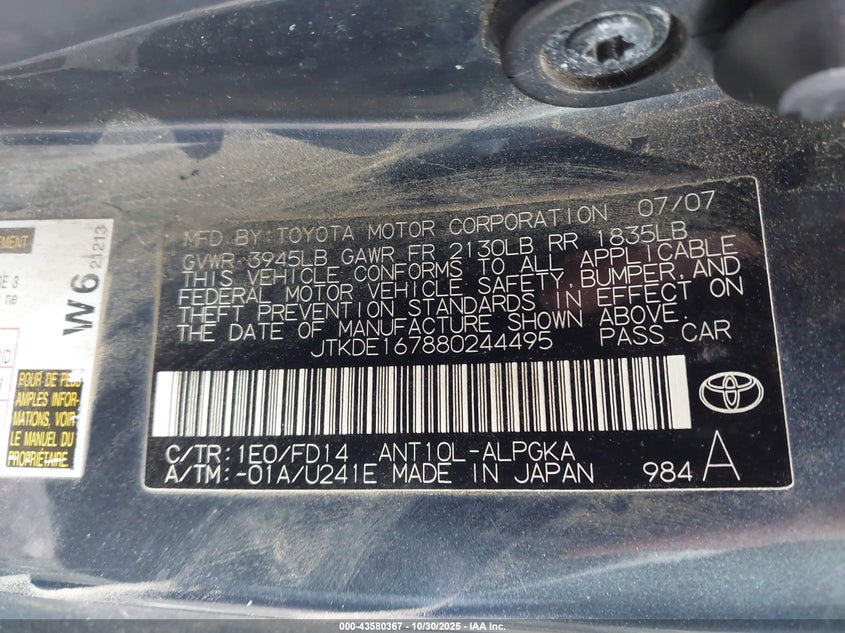 MFD BY: TOYOTA MOTOR CORPORATION 07/07
GVWR 3945LB GAWR FR 2130LB RR 1835LB
THIS VEHICLE CONFORMS TO ALL APPLICABLE
FEDERAL MOTOR VEHICLE SAFETY, BUMPER, AND
THEFT PREVENTION STANDARDS IN EFFECT ON
THE DATE OF MANUFACTURE SHOWN ABOVE.
JTKDE167880244495 PASS CAR
C/TR: 1E0/FD14 ANT10L-ALPGKA
A/TM: -01A/U241E MADE IN JAPAN 984 A
W6
21213
POUR DE PLUS
AMPLES INFOR-
MATIONS, VOIR
LE MANUEL DU
PROPRIÉTAIRE.
000-43580367 - 10/30/2025 - IAA, Inc.